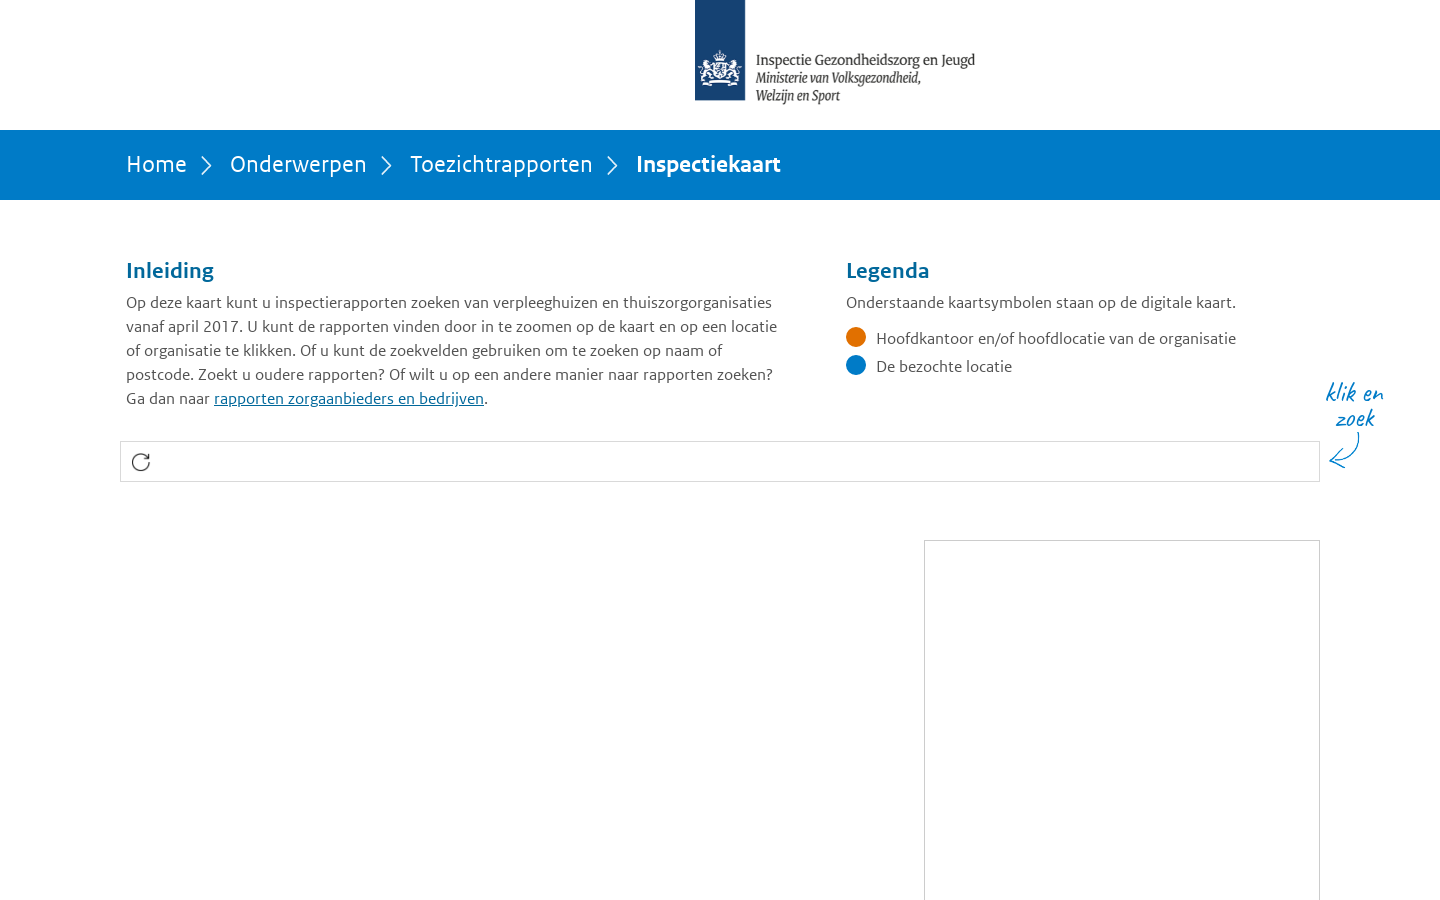 Inspectie Gezondheidszorg en Jeugd
Ministerie van Volksgezondheid,
Welzijn en Sport
Home Onderwerpen Toezichtrapporten Inspectiekaart
Inleiding
Op deze kaart kunt u inspectierapporten zoeken van verpleeghuizen en thuiszorgorganisaties
vanaf april 2017. U kunt de rapporten vinden door in te zoomen op de kaart en op een locatie
of organisatie te klikken. Of u kunt de zoekvelden gebruiken om te zoeken op naam of
postcode. Zoekt u oudere rapporten? Of wilt u op een andere manier naar rapporten zoeken?
Ga dan naar rapporten zorgaanbieders en bedrijven.
Legenda
Onderstaande kaartsymbolen staan op de digitale kaart.
Hoofdkantoor en/of hoofdlocatie van de organisatie
De bezochte locatie
klik en
zoek